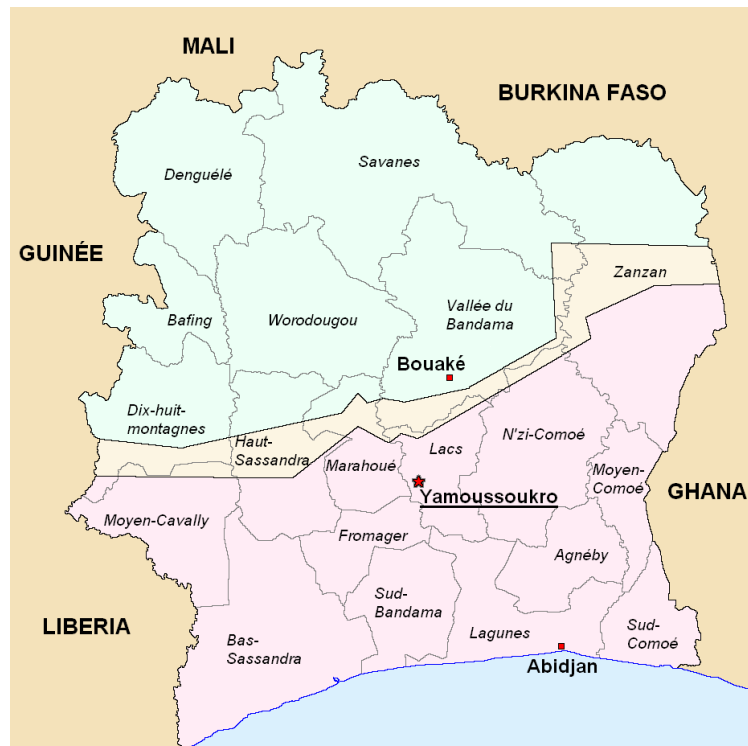 MALI
BURKINA FASO
Savanes
Denguélé
GUINÉE
Zanzan
Vallée du
Bandama
Bafing
Worodougou
Bouaké
Dix-huit-
montagnes
Haut-
Sassandra
N'zi-Comoé
Lacs
Marahoué
Moyen-
Comoé
GHANA
Yamoussoukro
Moyen-Cavally
Fromager
Agnéby
Sud-
Bandama
LIBERIA
Bas-
Sassandra
Lagunes
Sud-
Comoé
Abidjan